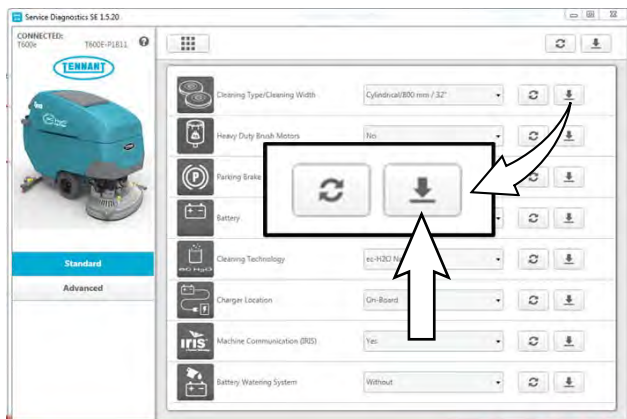 Service Diagnostics SE 1.5.20
CONNECTED:
T600e T600E-P1811
TENNANT
Standard
Advanced
Cleaning Type/Cleaning Width Cylindrical/800 mm / 32"
Heavy Duty Brush Motors No
Parking Brake
Battery
Cleaning Technology ec-H2O
Charger Location On-Board
IRIS Machine Communication (IRIS) Yes
Battery Watering System Without